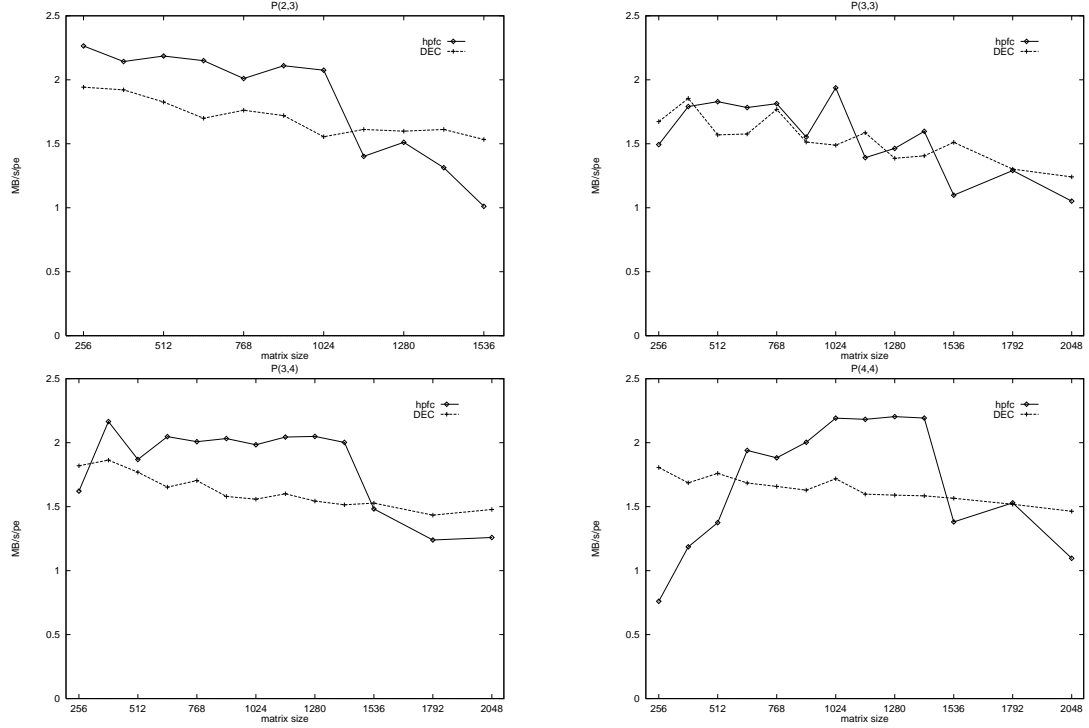 P(2,3)
2.5
2
1.5
1
0.5
0
MB/s/pe
hpfc
DEC
256 512 768 1024 1280 1536
matrix size
P(3,3)
2.5
2
1.5
1
0.5
0
MB/s/pe
hpfc
DEC
256 512 768 1024 1280 1536 1792 2048
matrix size
P(3,4)
2.5
2
1.5
1
0.5
0
MB/s/pe
hpfc
DEC
256 512 768 1024 1280 1536 1792 2048
matrix size
P(4,4)
2.5
2
1.5
1
0.5
0
MB/s/pe
hpfc
DEC
256 512 768 1024 1280 1536 1792 2048
matrix size